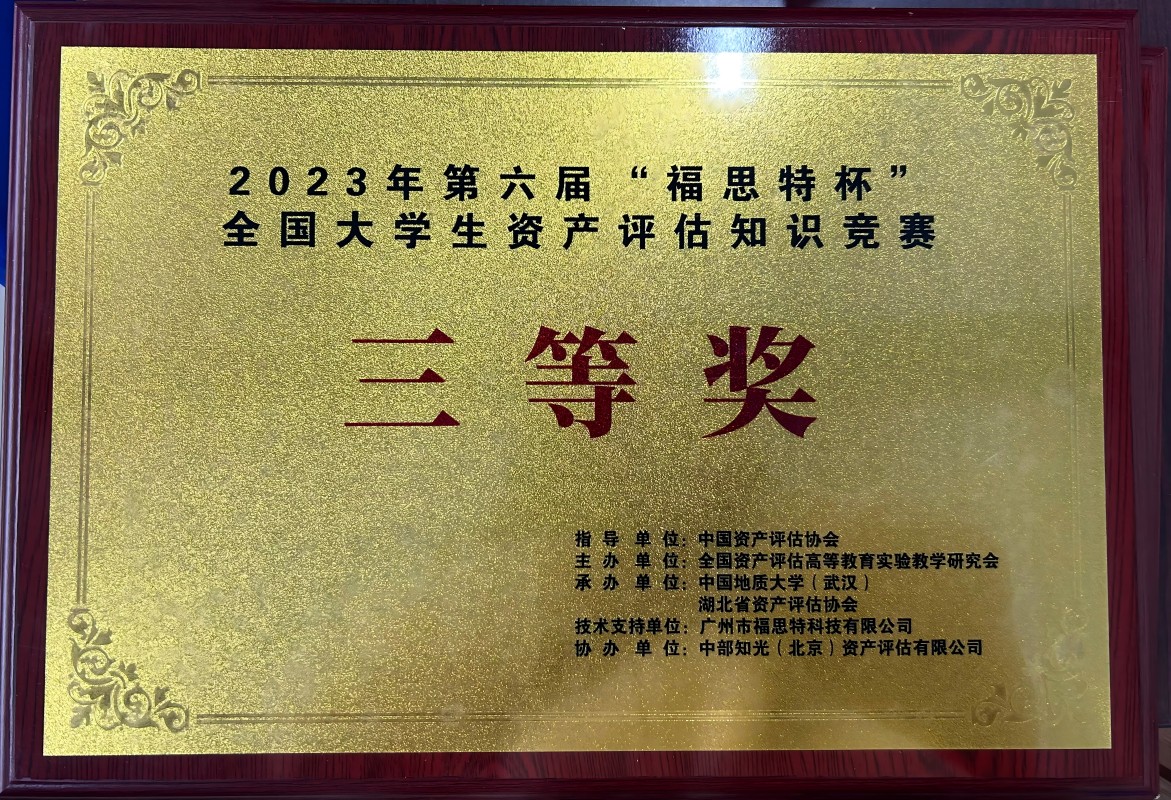 2023年第六届“福思特杯”
全国大学生资产评估知识竞赛
三等奖
指导单位：中国资产评估协会
主办单位：全国资产评估高等教育实验教学研究会
承办单位：中国地质大学（武汉）
湖北省资产评估协会
技术支持单位：广州市福思特科技有限公司
协办单位：中部知光（北京）资产评估有限公司